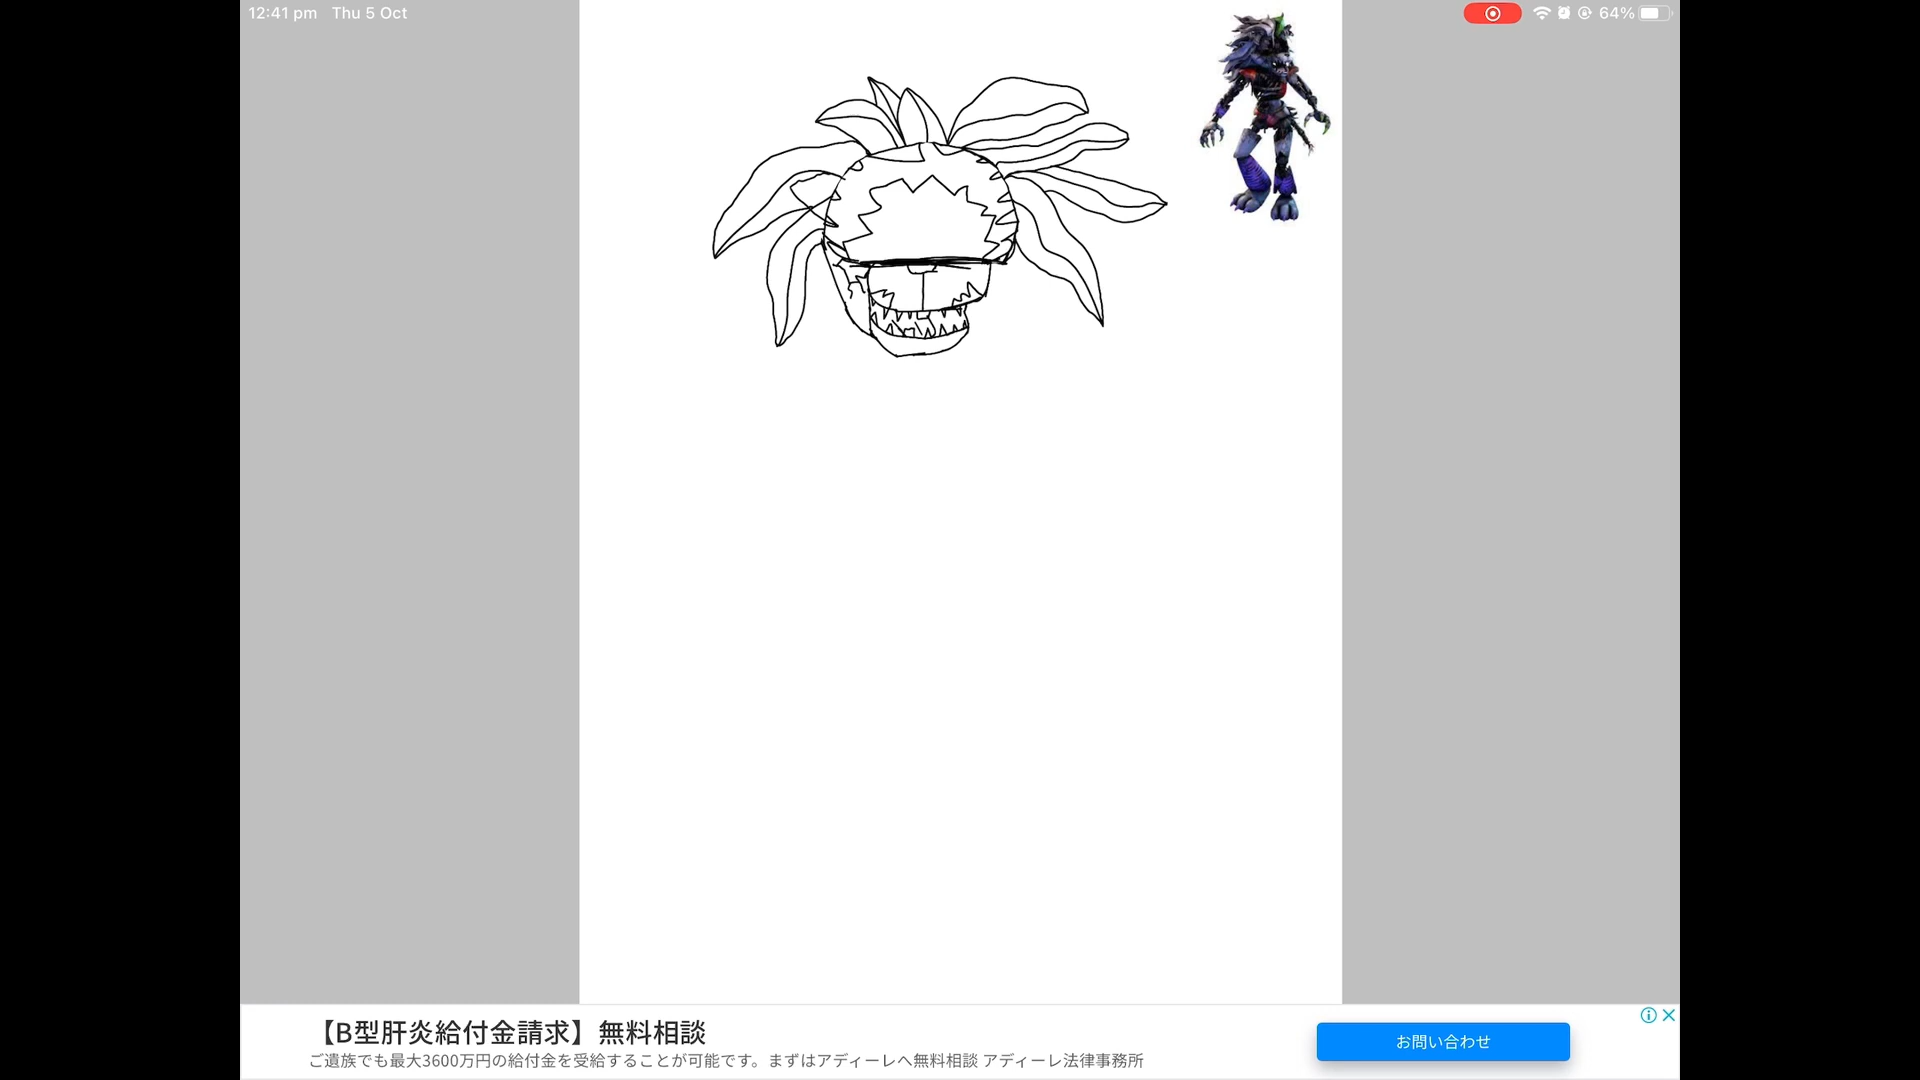 12:41 pm Thu 5 Oct
64%
【B型肝炎給付金請求】無料相談
ご遺族でも最大3600万円の給付金を受給することが可能です。まずはアディーレへ無料相談 アディーレ法律事務所
お問い合わせ